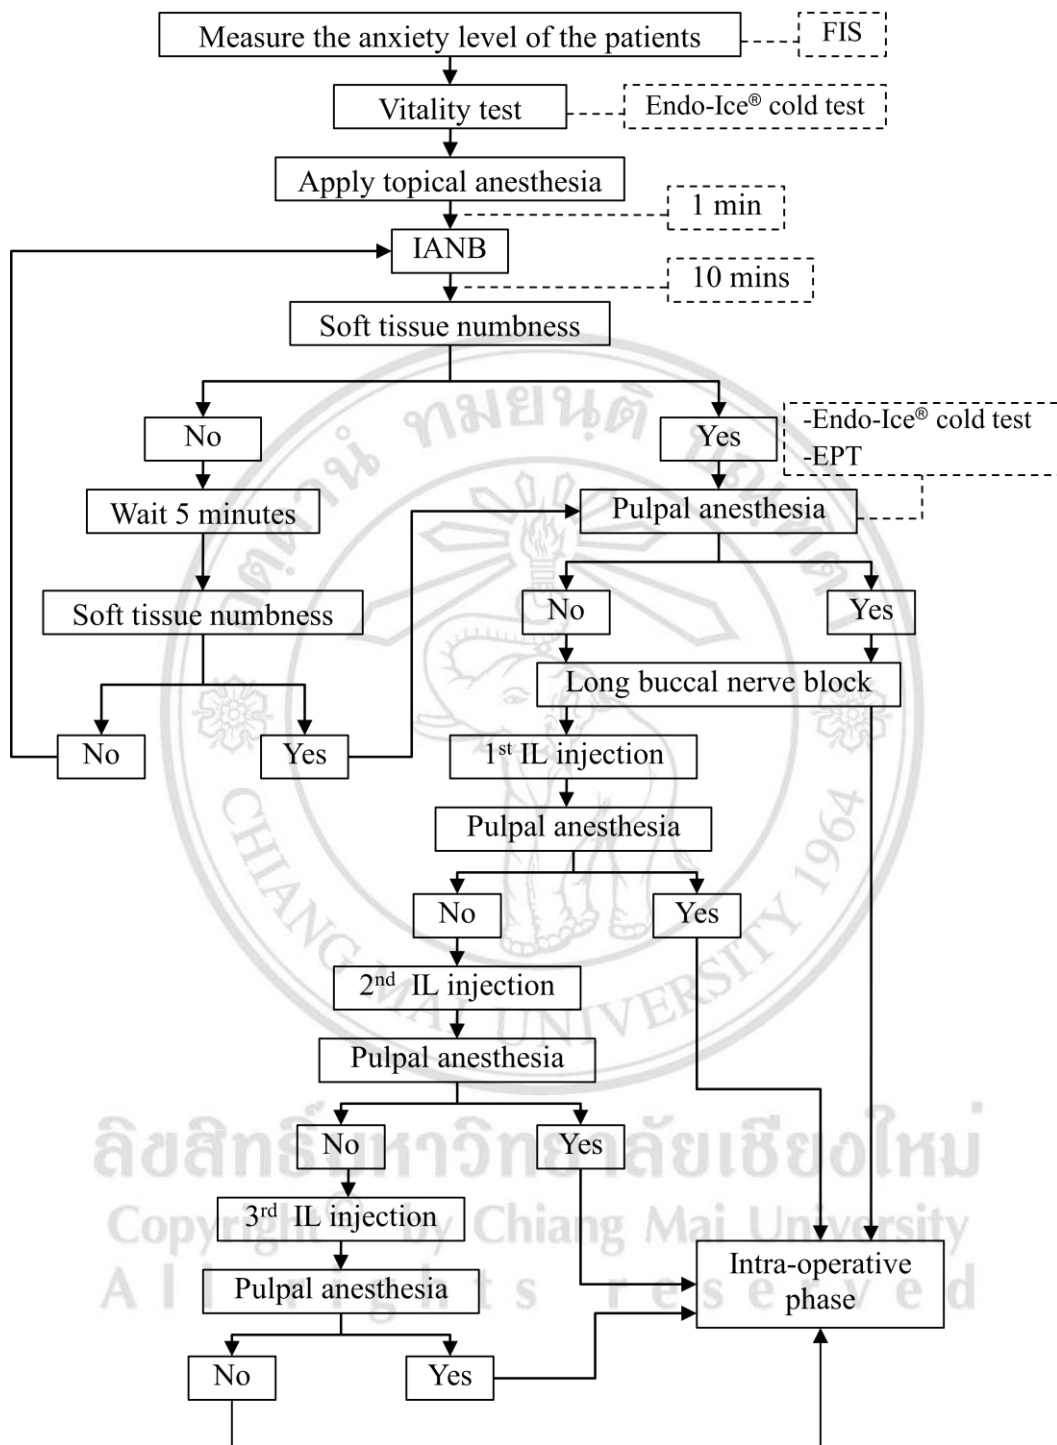 Measure the anxiety level of the patients
FIS
Vitality test
Endo-Ice® cold test
Apply topical anesthesia
1 min
IANB
10 mins
Soft tissue numbness
No
Yes
-Endo-Ice® cold test
-EPT
Wait 5 minutes
Pulpal anesthesia
Soft tissue numbness
No
Yes
Long buccal nerve block
No
Yes
1st IL injection
Pulpal anesthesia
No
Yes
2nd IL injection
Pulpal anesthesia
No
Yes
3rd IL injection
Pulpal anesthesia
Intra-operative
phase
No
Yes
CHIANG MAI UNIVERSITY 1964
ลิขสิทธิ์มหาวิทยาลัยเชียงใหม่
Copyright© by Chiang Mai University
All rights reserved